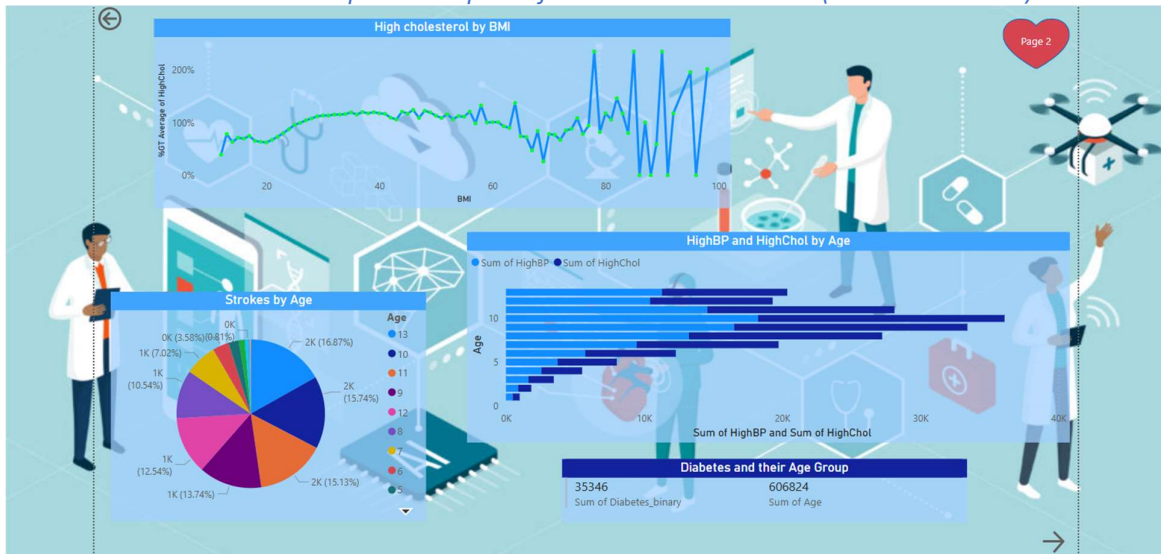 High cholesterol by BMI
Page 2
%GT Average of HighChol
200%
100%
0%
20
40
60
80
100
BMI
HighBP and HighChol by Age
Sum of HighBP Sum of HighChol
Age
10
5
0
0K
10K
20K
30K
40K
Sum of HighBP and Sum of HighChol
Strokes by Age
Age
13
10
11
9
12
8
7
6
5
0K
0K (3.58%)
1K (7.02%)
1K
(10.54%)
1K
(12.54%)
1K (13.74%)
2K (15.13%)
2K
(15.74%)
2K (16.87%)
Diabetes and their Age Group
35346
Sum of Diabetes_binary
606824
Sum of Age